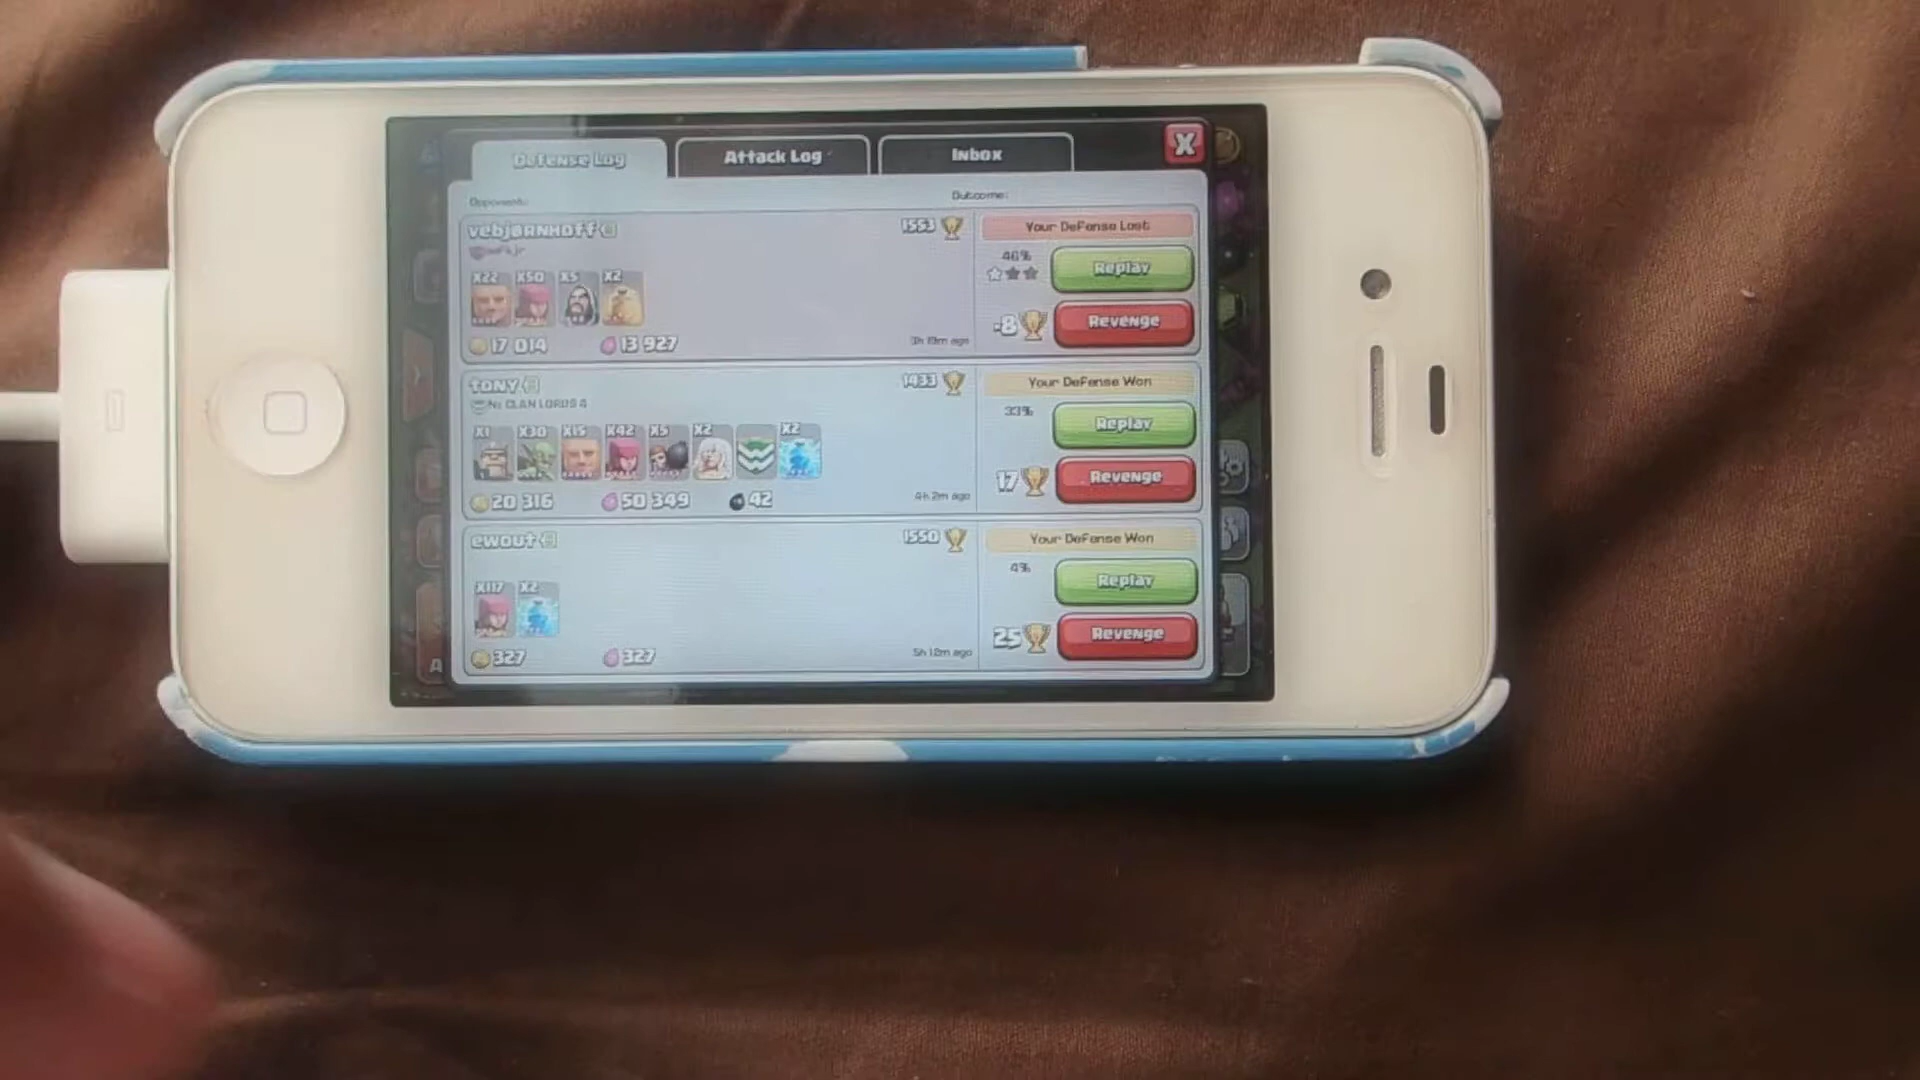 Defense Log
Attack Log
Inbox
X
Opponent:
Outcome:
vebjøRNHOff
1553
Your Defense Lost
46%
Replay
X22 X50 X5 X2
-8
Revenge
17 014
13 927
TONY
1433
Your Defense Won
N: CLAN LORDS 4
33%
Replay
X1 X30 X15 X42 X5 X2 X2
17
Revenge
20 316
50 349
42
4h 2m ago
ewout
1550
Your Defense Won
4%
Replay
X117 X2
25
Revenge
327
327
5h 12m ago
A